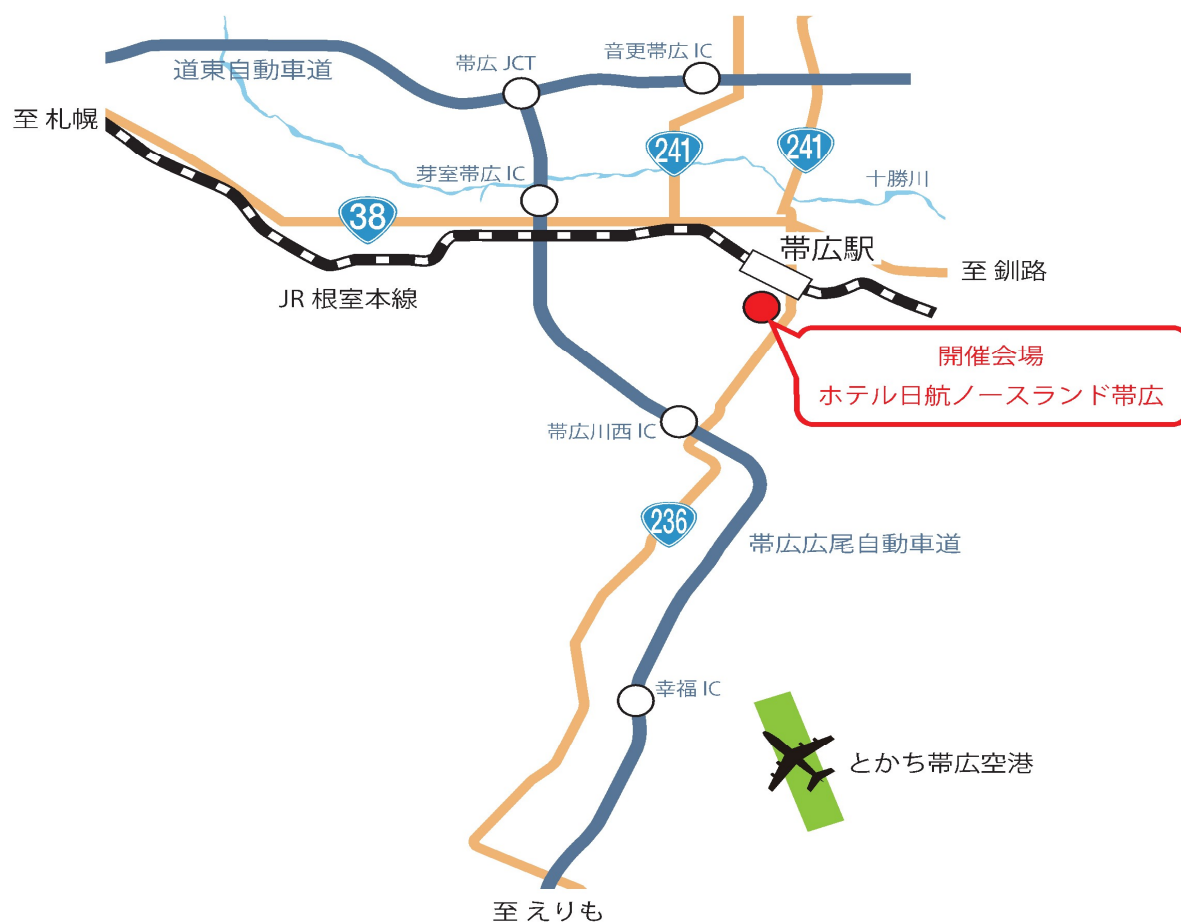 音更帯広 IC
帯広 JCT
道東自動車道
至 札幌
241
241
芽室帯広 IC
十勝川
38
帯広駅
至 釧路
JR 根室本線
開催会場
ホテル日航ノースランド帯広
帯広川西 IC
236
帯広広尾自動車道
幸福 IC
とかち帯広空港
至 えりも